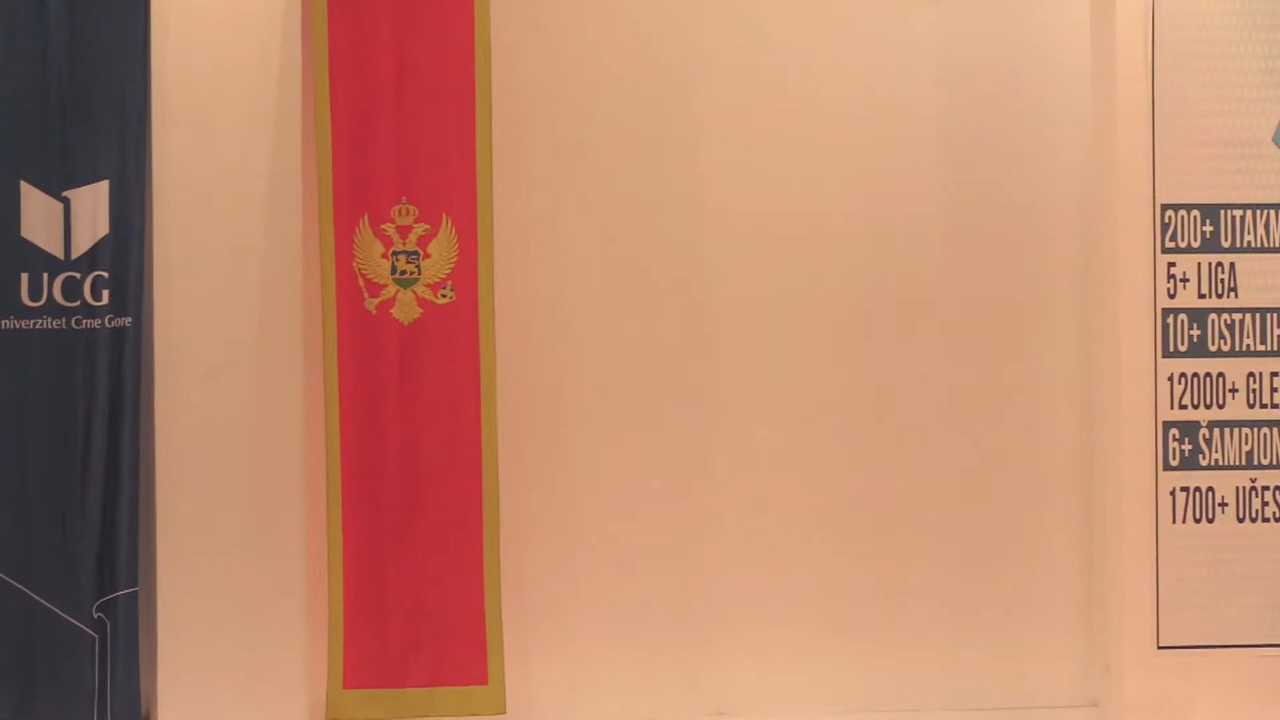 UCG
niverzitet Crne Gore
200+ UTAKM
5+ LIGA
10+ OSTALIH
12000+ GLE
6+ ŠAMPION
1700+ UČES